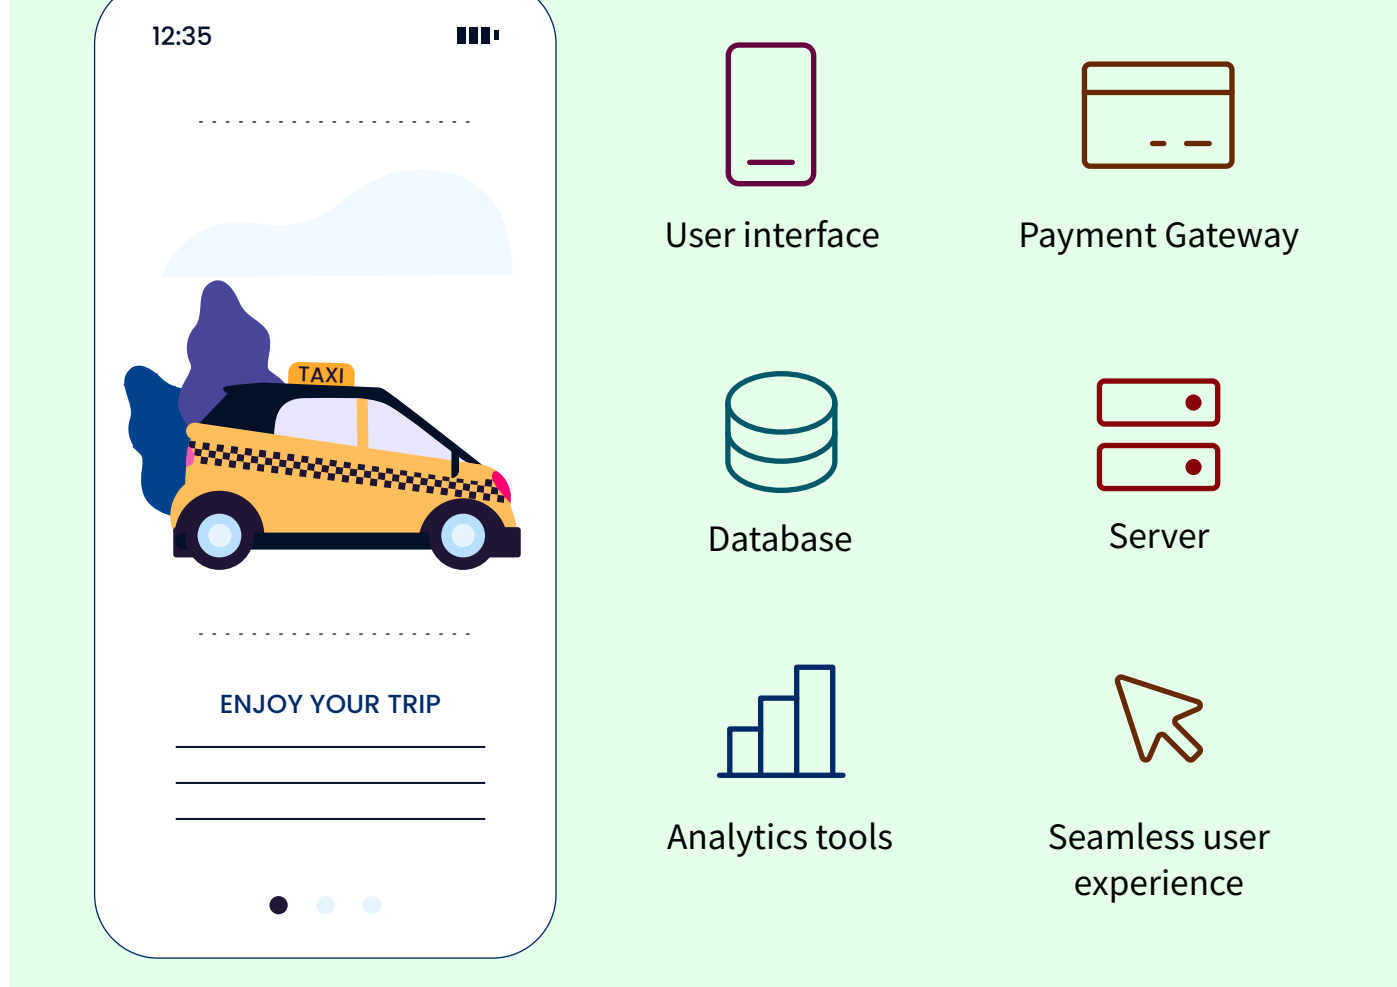 12:35
TAXI
ENJOY YOUR TRIP
User interface
Payment Gateway
Database
Server
Analytics tools
Seamless user
experience